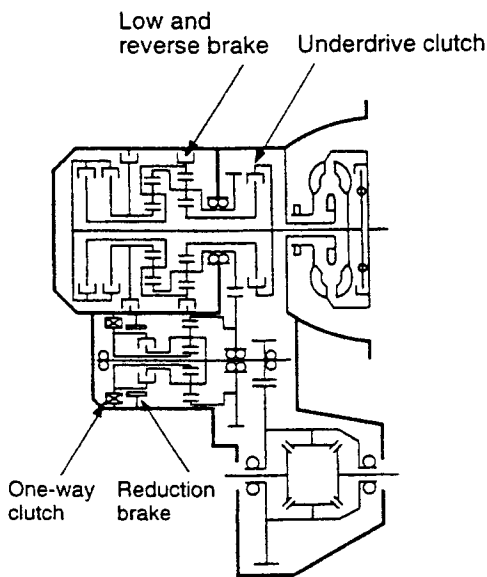 Low and
reverse brake
Underdrive clutch
One-way
clutch
Reduction
brake